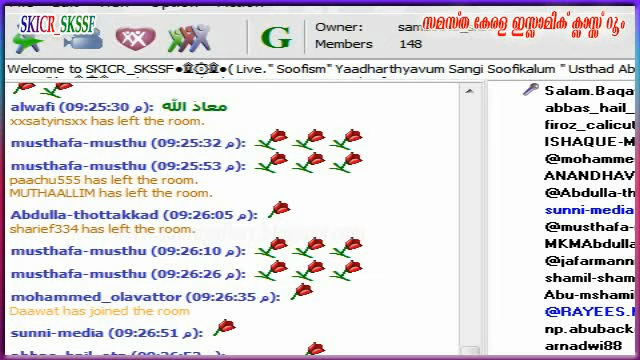 SKICR_SKSSF
സമസ്ത കേരള ഇസ്ലാമിക് ക്ലാസ്സ് റൂം
Owner:
Members 148
G
Welcome to SKICR_SKSSF ●۩۞۩●( Live." Soofism" Yaadharthyavum Sangi Soofikalum " Usthad Ab
alwafi (09:25:30 م): معاذ الله
xxsatyinsxx has left the room.
musthafa-musthu (09:25:32 م):
musthafa-musthu (09:25:53 م):
paachu555 has left the room.
MUTHAALLIM has left the room.
Abdulla-thottakkad (09:26:05 م):
sharief334 has left the room.
musthafa-musthu (09:26:10 م):
musthafa-musthu (09:26:26 م):
mohammed_olavattor (09:26:35 م):
Daawat has joined the room.
sunni-media (09:26:51 م):
Salam.Baqa
abbas_hail_
firoz_calicut
ISHAQUE-M
@mohamme
ANANDHAV
@Abdulla-t
sunni-media
@musthafa-
MKMAbdulla
@jafarmann
shamil-sham
Abu-mshami
@RAYEES.
np.abuback
arnadwi88